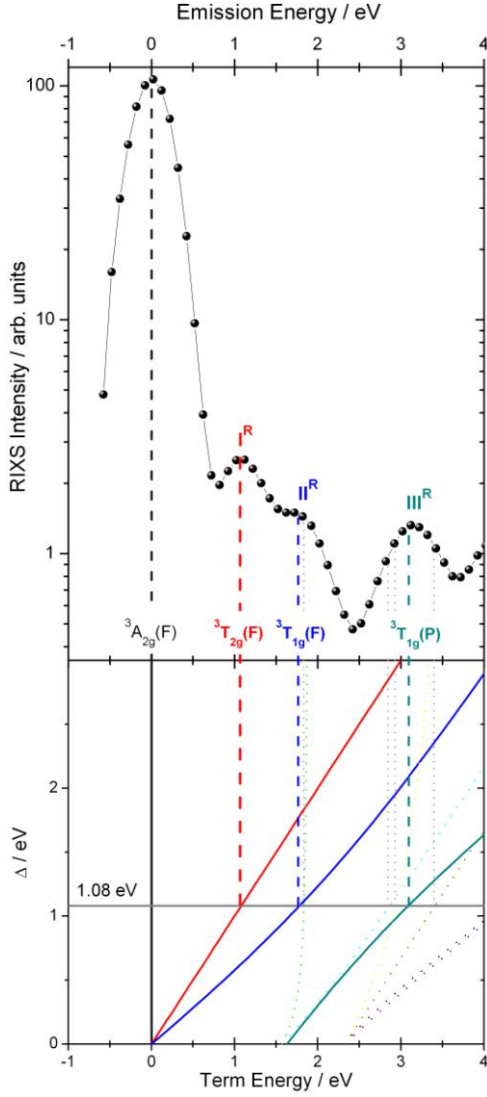 Emission Energy / eV
-1 0 1 2 3 4
RIXS Intensity / arb. units
100
10
1
I^R
II^R
III^R
³A₂g(F) ³T₂g(F) ³T₁g(F) ³T₁g(P)
Δ / eV
2
1.08 eV
1
0
-1 0 1 2 3 4
Term Energy / eV